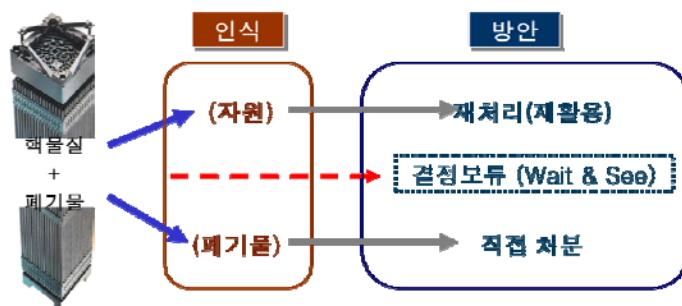 인식
방안
(자원)
재처리(재활용)
핵물질
+
폐기물
결정보류 (Wait & See)
(폐기물)
직접 처분